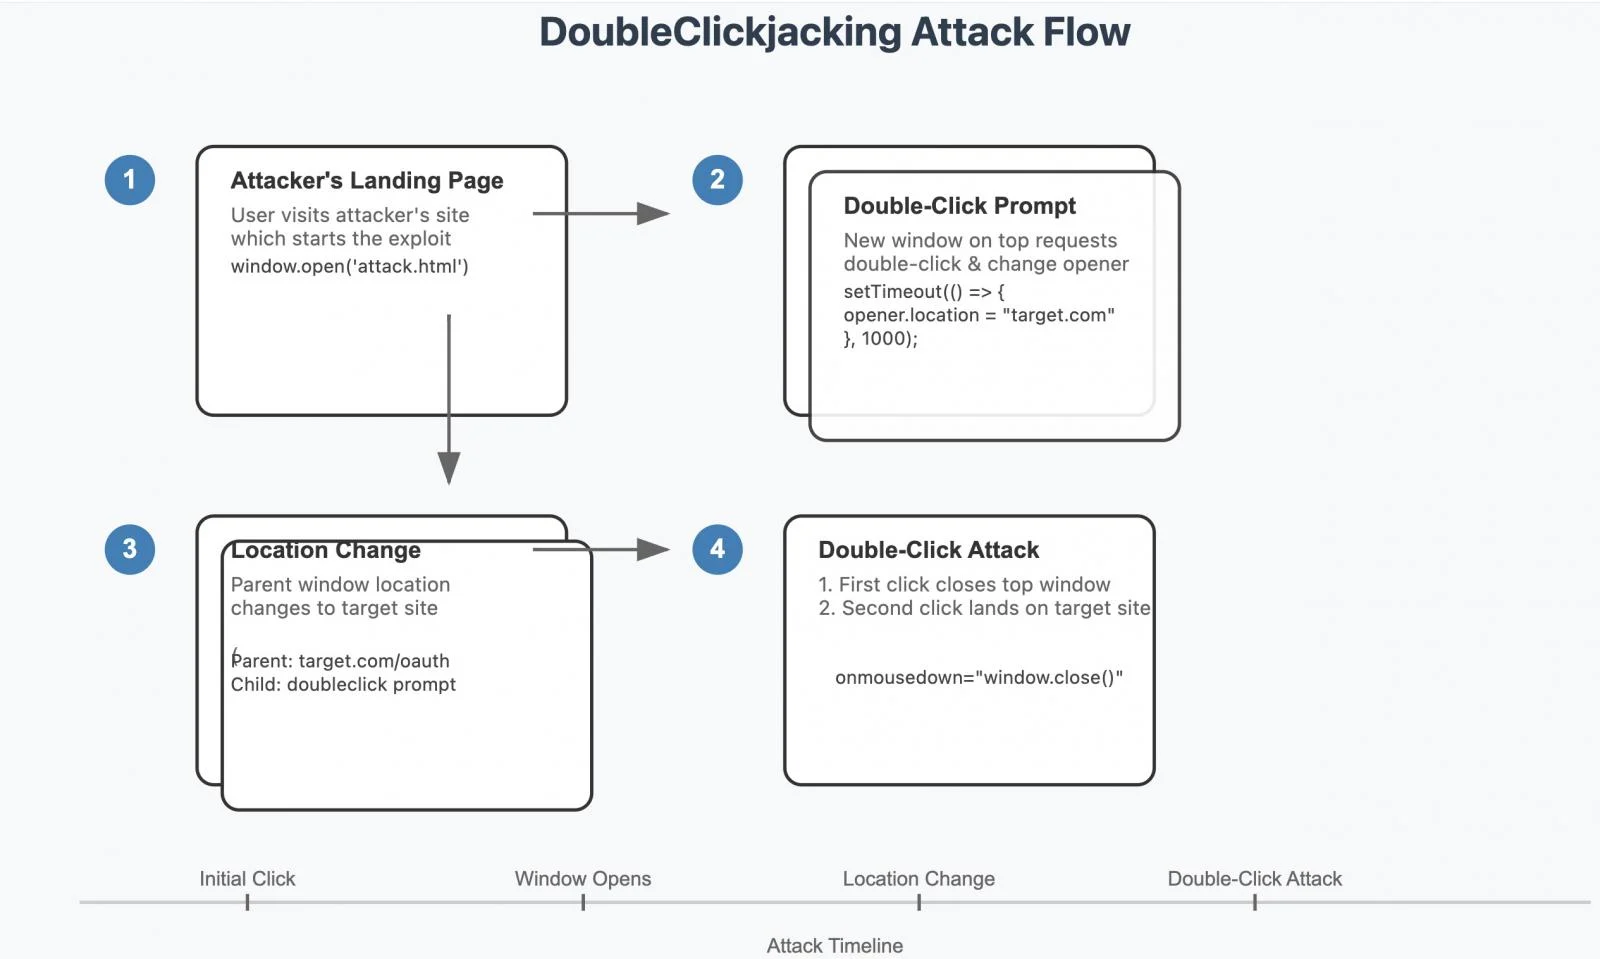 DoubleClickjacking Attack Flow
1
Attacker's Landing Page
User visits attacker's site
which starts the exploit
window.open('attack.html')
2
Double-Click Prompt
New window on top requests
double-click & change opener
setTimeout(() => {
opener.location = "target.com"
}, 1000);
3
Location Change
Parent window location
changes to target site
Parent: target.com/oauth
Child: doubleclick prompt
4
Double-Click Attack
1. First click closes top window
2. Second click lands on target site
onmousedown="window.close()"
Initial Click
Window Opens
Location Change
Double-Click Attack
Attack Timeline